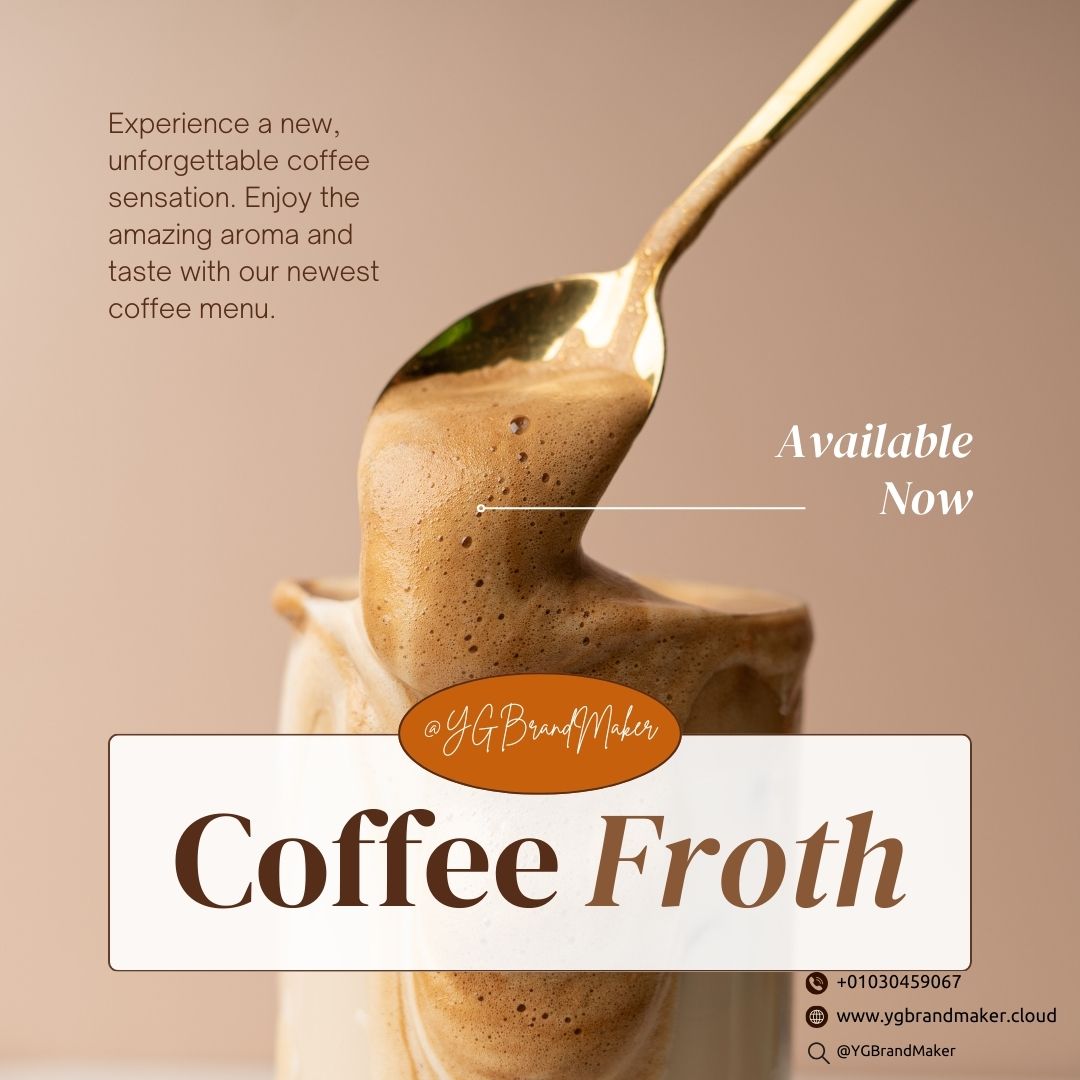 Experience a new,
unforgettable coffee
sensation. Enjoy the
amazing aroma and
taste with our newest
coffee menu.
Available
Now
@YGBrandMaker
Coffee Froth
+01030459067
www.ygbrandmaker.cloud
@YGBrandMaker